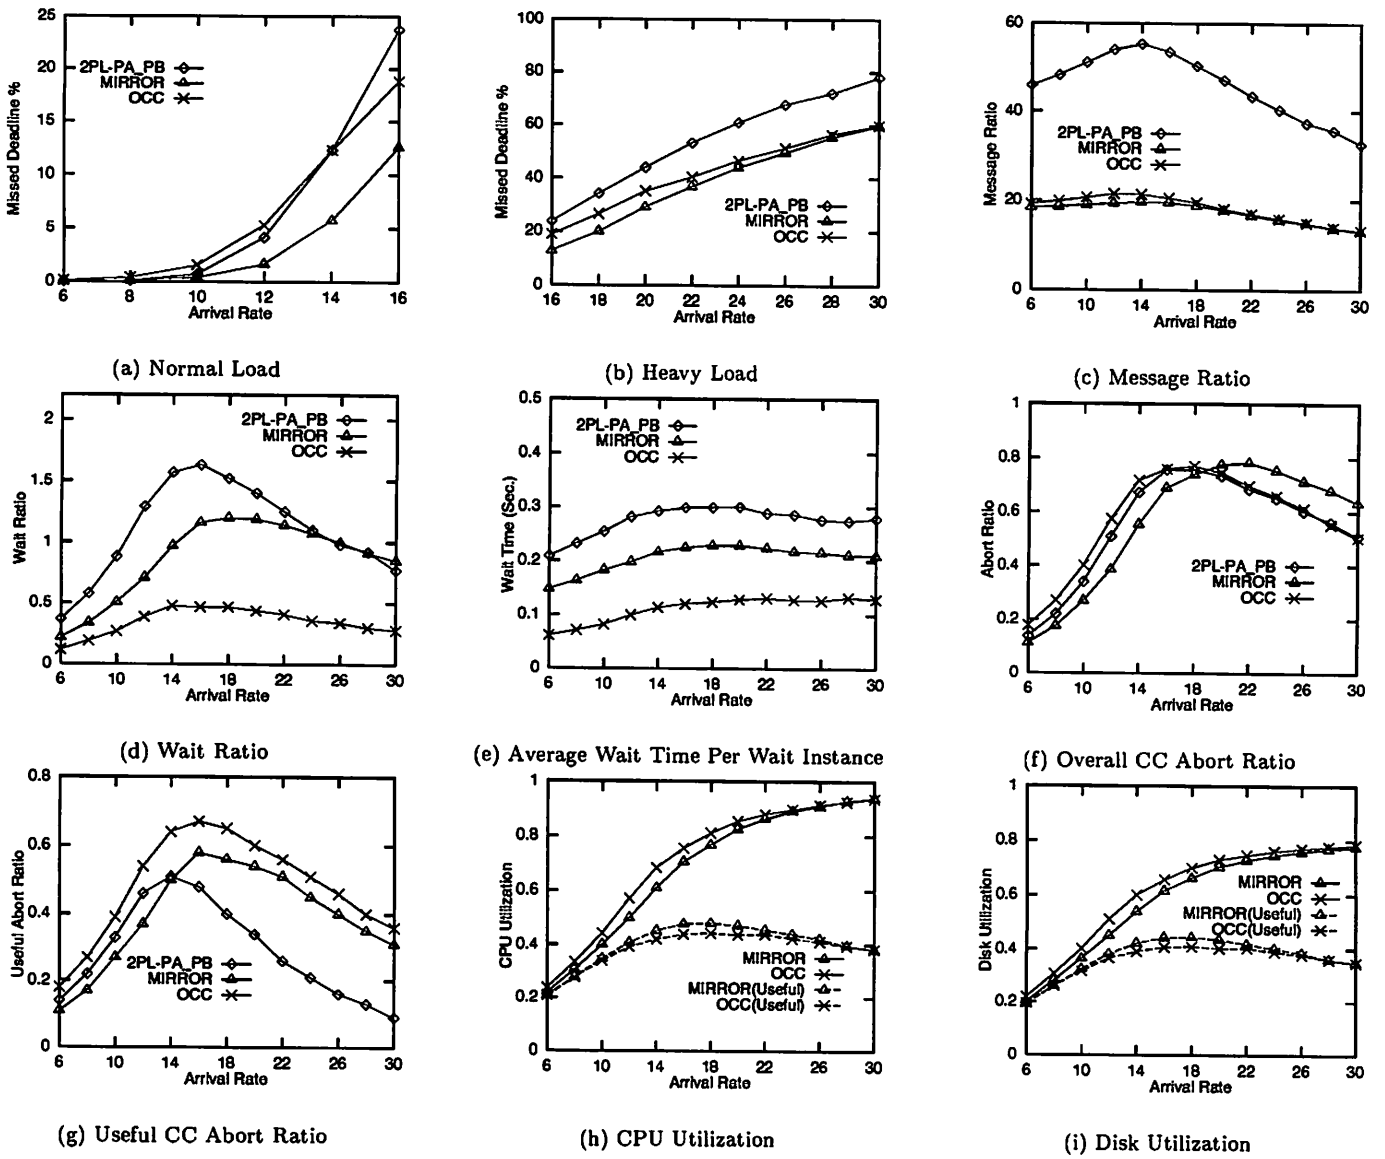 25
20
15
10
5
0
Missed Deadline %
2PL-PA_PB
MIRROR
OCC
6 8 10 12 14 16
Arrival Rate
(a) Normal Load
100
80
60
40
20
0
Missed Deadline %
2PL-PA_PB
MIRROR
OCC
16 18 20 22 24 26 28 30
Arrival Rate
(b) Heavy Load
60
40
20
0
Message Ratio
2PL-PA_PB
MIRROR
OCC
6 10 14 18 22 26 30
Arrival Rate
(c) Message Ratio
2
1.5
1
0.5
0
Wait Ratio
2PL-PA_PB
MIRROR
OCC
6 10 14 18 22 26 30
Arrival Rate
(d) Wait Ratio
0.5
0.4
0.3
0.2
0.1
0
Wait Time (Sec.)
2PL-PA_PB
MIRROR
OCC
6 10 14 18 22 26 30
Arrival Rate
(e) Average Wait Time Per Wait Instance
1
0.8
0.6
0.4
0.2
0
Abort Ratio
2PL-PA_PB
MIRROR
OCC
6 10 14 18 22 26 30
Arrival Rate
(f) Overall CC Abort Ratio
0.8
0.6
0.4
0.2
0
Useful Abort Ratio
2PL-PA_PB
MIRROR
OCC
6 10 14 18 22 26 30
Arrival Rate
(g) Useful CC Abort Ratio
1
0.8
0.6
0.4
0.2
0
CPU Utilization
MIRROR
OCC
MIRROR(Useful)
OCC(Useful)
6 10 14 18 22 26 30
Arrival Rate
(h) CPU Utilization
1
0.8
0.6
0.4
0.2
0
Disk Utilization
MIRROR
OCC
MIRROR(Useful)
OCC(Useful)
6 10 14 18 22 26 30
Arrival Rate
(i) Disk Utilization